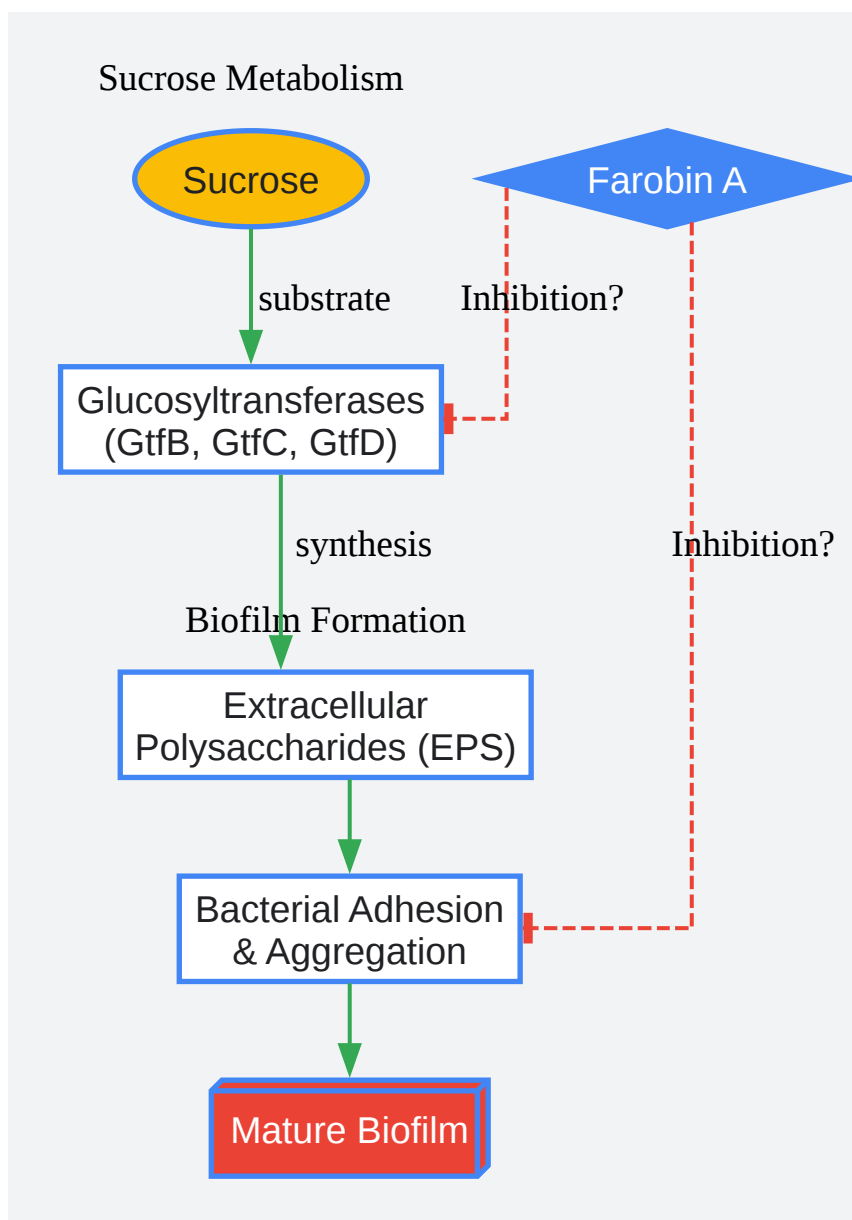 Sucrose Metabolism
Sucrose
Farobin A
substrate
Inhibition?
Glucosyltransferases
(GtfB, GtfC, GtfD)
synthesis
Inhibition?
Biofilm Formation
Extracellular
Polysaccharides (EPS)
Bacterial Adhesion
& Aggregation
Mature Biofilm